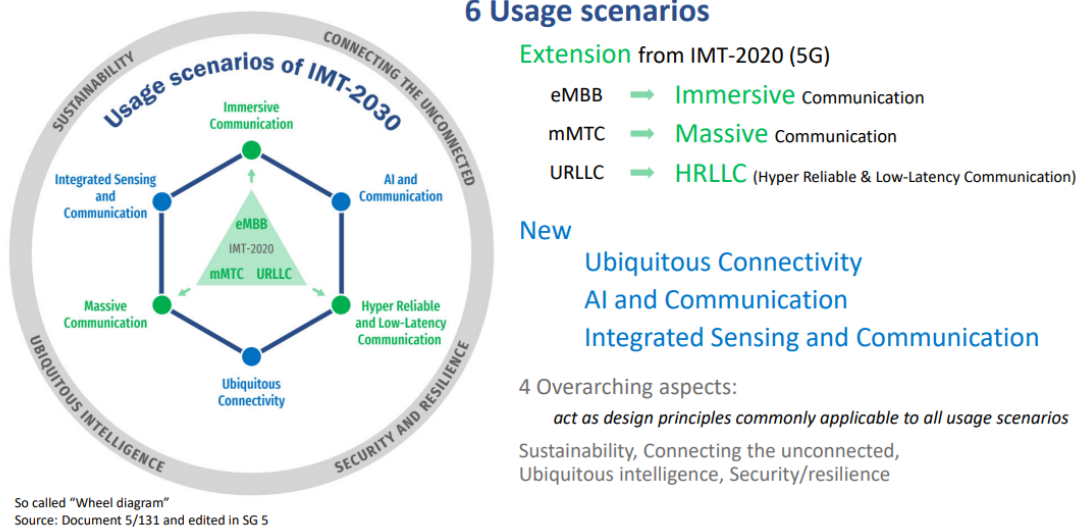 6 Usage scenarios
SUSTAINABILITY
CONNECTING THE UNCONNECTED
UBIQUITOUS INTELLIGENCE
SECURITY AND RESILIENCE
Usage scenarios of IMT-2030
Immersive
Communication
Integrated Sensing
and
Communication
AI and
Communication
eMBB
IMT-2020
mMTC URLLC
Massive
Communication
Hyper Reliable
and Low-Latency
Communication
Ubiquitous
Connectivity
So called “Wheel diagram”
Source: Document 5/131 and edited in SG 5
Extension from IMT-2020 (5G)
eMBB → Immersive Communication
mMTC → Massive Communication
URLLC → HRLLC (Hyper Reliable & Low-Latency Communication)
New
Ubiquitous Connectivity
AI and Communication
Integrated Sensing and Communication
4 Overarching aspects:
act as design principles commonly applicable to all usage scenarios
Sustainability, Connecting the unconnected,
Ubiquitous intelligence, Security/resilience